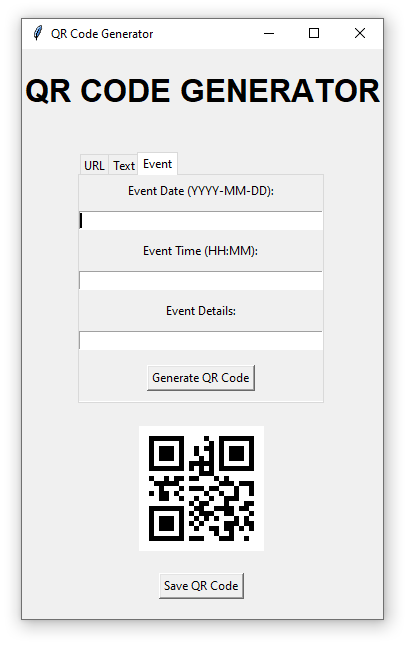 QR Code Generator
QR CODE GENERATOR
URL Text Event
Event Date (YYYY-MM-DD):
Event Time (HH:MM):
Event Details:
Generate QR Code
Save QR Code